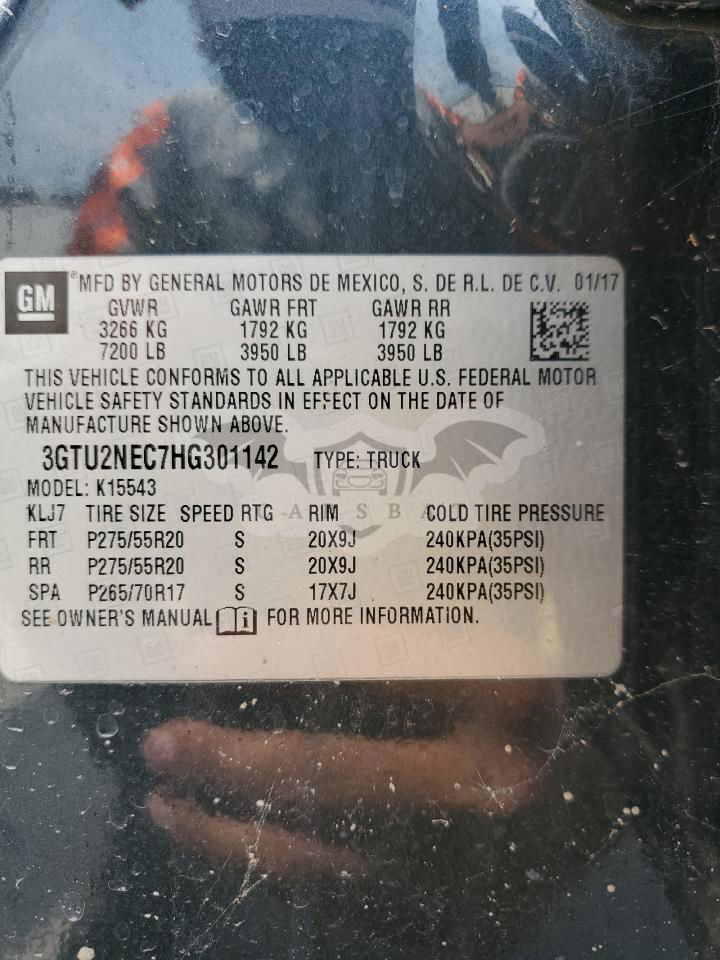 GM ® MFD BY GENERAL MOTORS DE MEXICO, S. DE R.L. DE C.V. 01/17
GVWR GAWR FRT GAWR RR
3266 KG 1792 KG 1792 KG
7200 LB 3950 LB 3950 LB
THIS VEHICLE CONFORMS TO ALL APPLICABLE U.S. FEDERAL MOTOR
VEHICLE SAFETY STANDARDS IN EFFECT ON THE DATE OF
MANUFACTURE SHOWN ABOVE.
3GTU2NEC7HG301142 TYPE: TRUCK
MODEL: K15543
KLJ7 TIRE SIZE SPEED RTG RIM COLD TIRE PRESSURE
FRT P275/55R20 S 20X9J 240KPA(35PSI)
RR P275/55R20 S 20X9J 240KPA(35PSI)
SPA P265/70R17 S 17X7J 240KPA(35PSI)
SEE OWNER'S MANUAL FOR MORE INFORMATION.